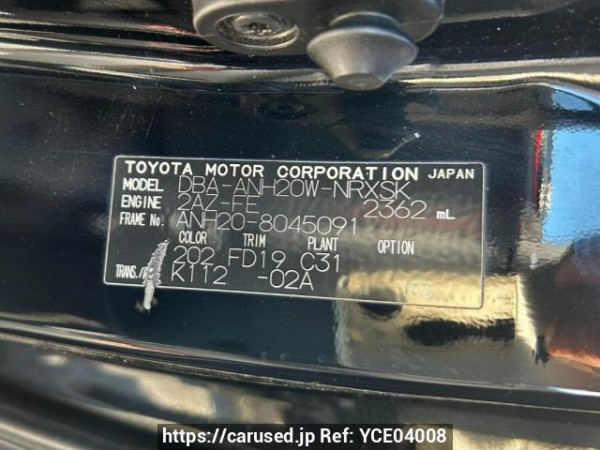 TOYOTA MOTOR CORPORATION JAPAN
MODEL DBA-ANH20W-NRXSK
ENGINE 2AZ-FE 2362 mL
FRAME No. ANH20-8045091
COLOR TRIM PLANT OPTION
202 FD19 C31
TRANS./ K112 -02A
https://carused.jp Ref: YCE04008